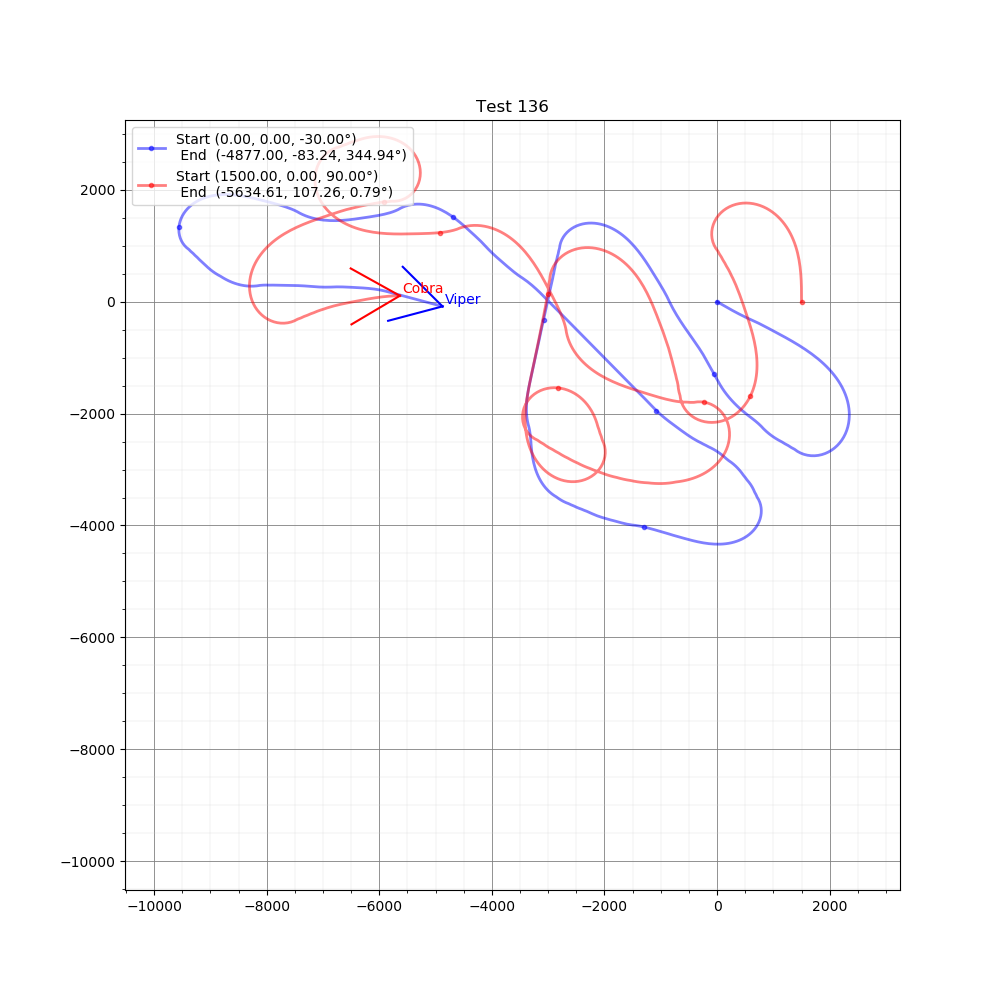 Test 136
Start (0.00, 0.00, -30.00°)
End (-4877.00, -83.24, 344.94°)
Start (1500.00, 0.00, 90.00°)
End (-5634.61, 107.26, 0.79°)
2000
0
−2000
−4000
−6000
−8000
−10000
Cobra
Viper
−10000 −8000 −6000 −4000 −2000 0 2000